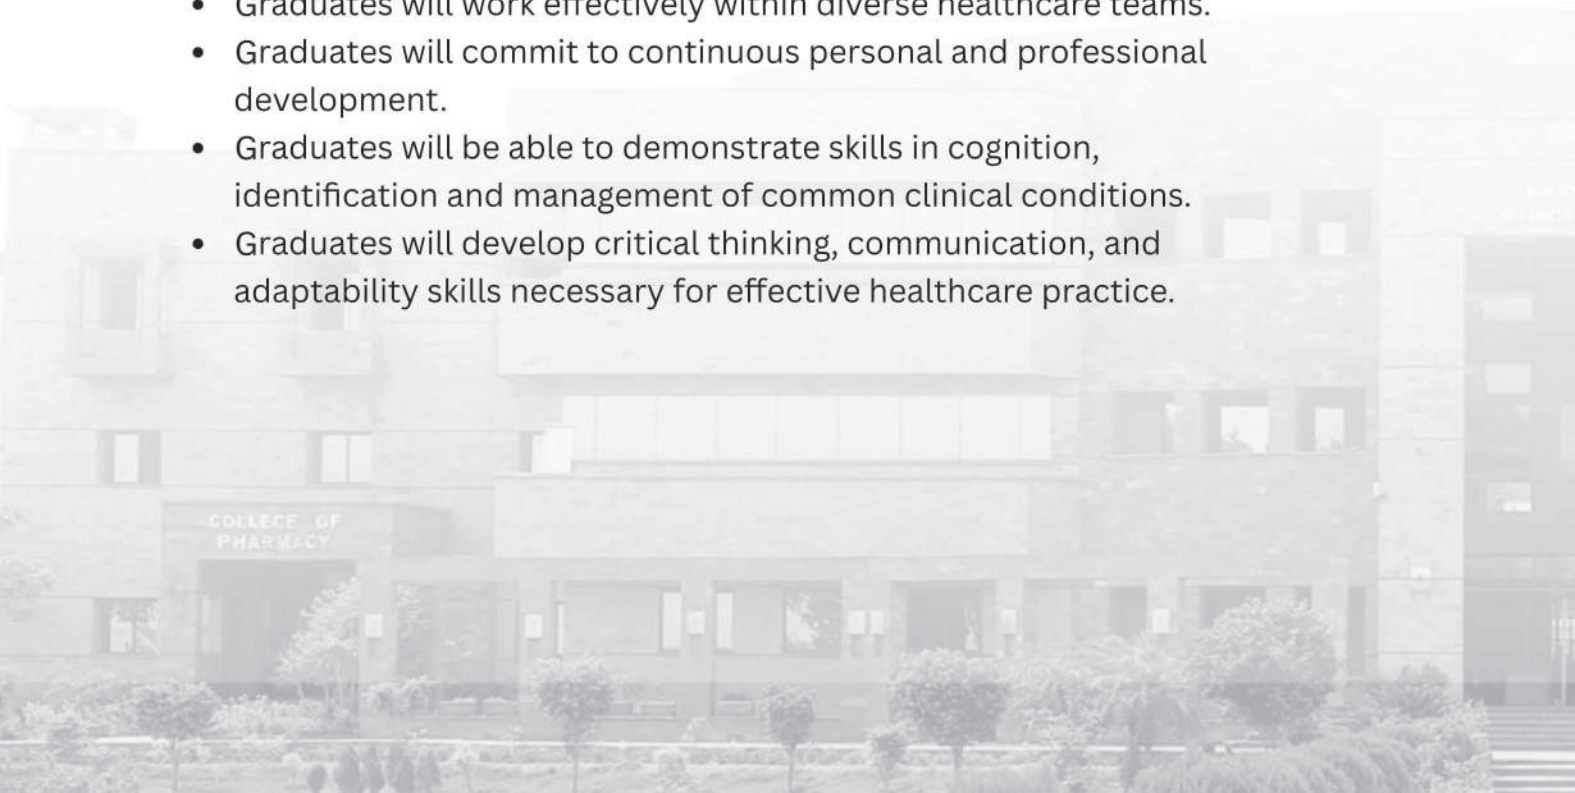 • Graduates will work effectively within diverse healthcare teams.
• Graduates will commit to continuous personal and professional
development.
• Graduates will be able to demonstrate skills in cognition,
identification and management of common clinical conditions.
• Graduates will develop critical thinking, communication, and
adaptability skills necessary for effective healthcare practice.
COLLEGE OF
PHARMACY